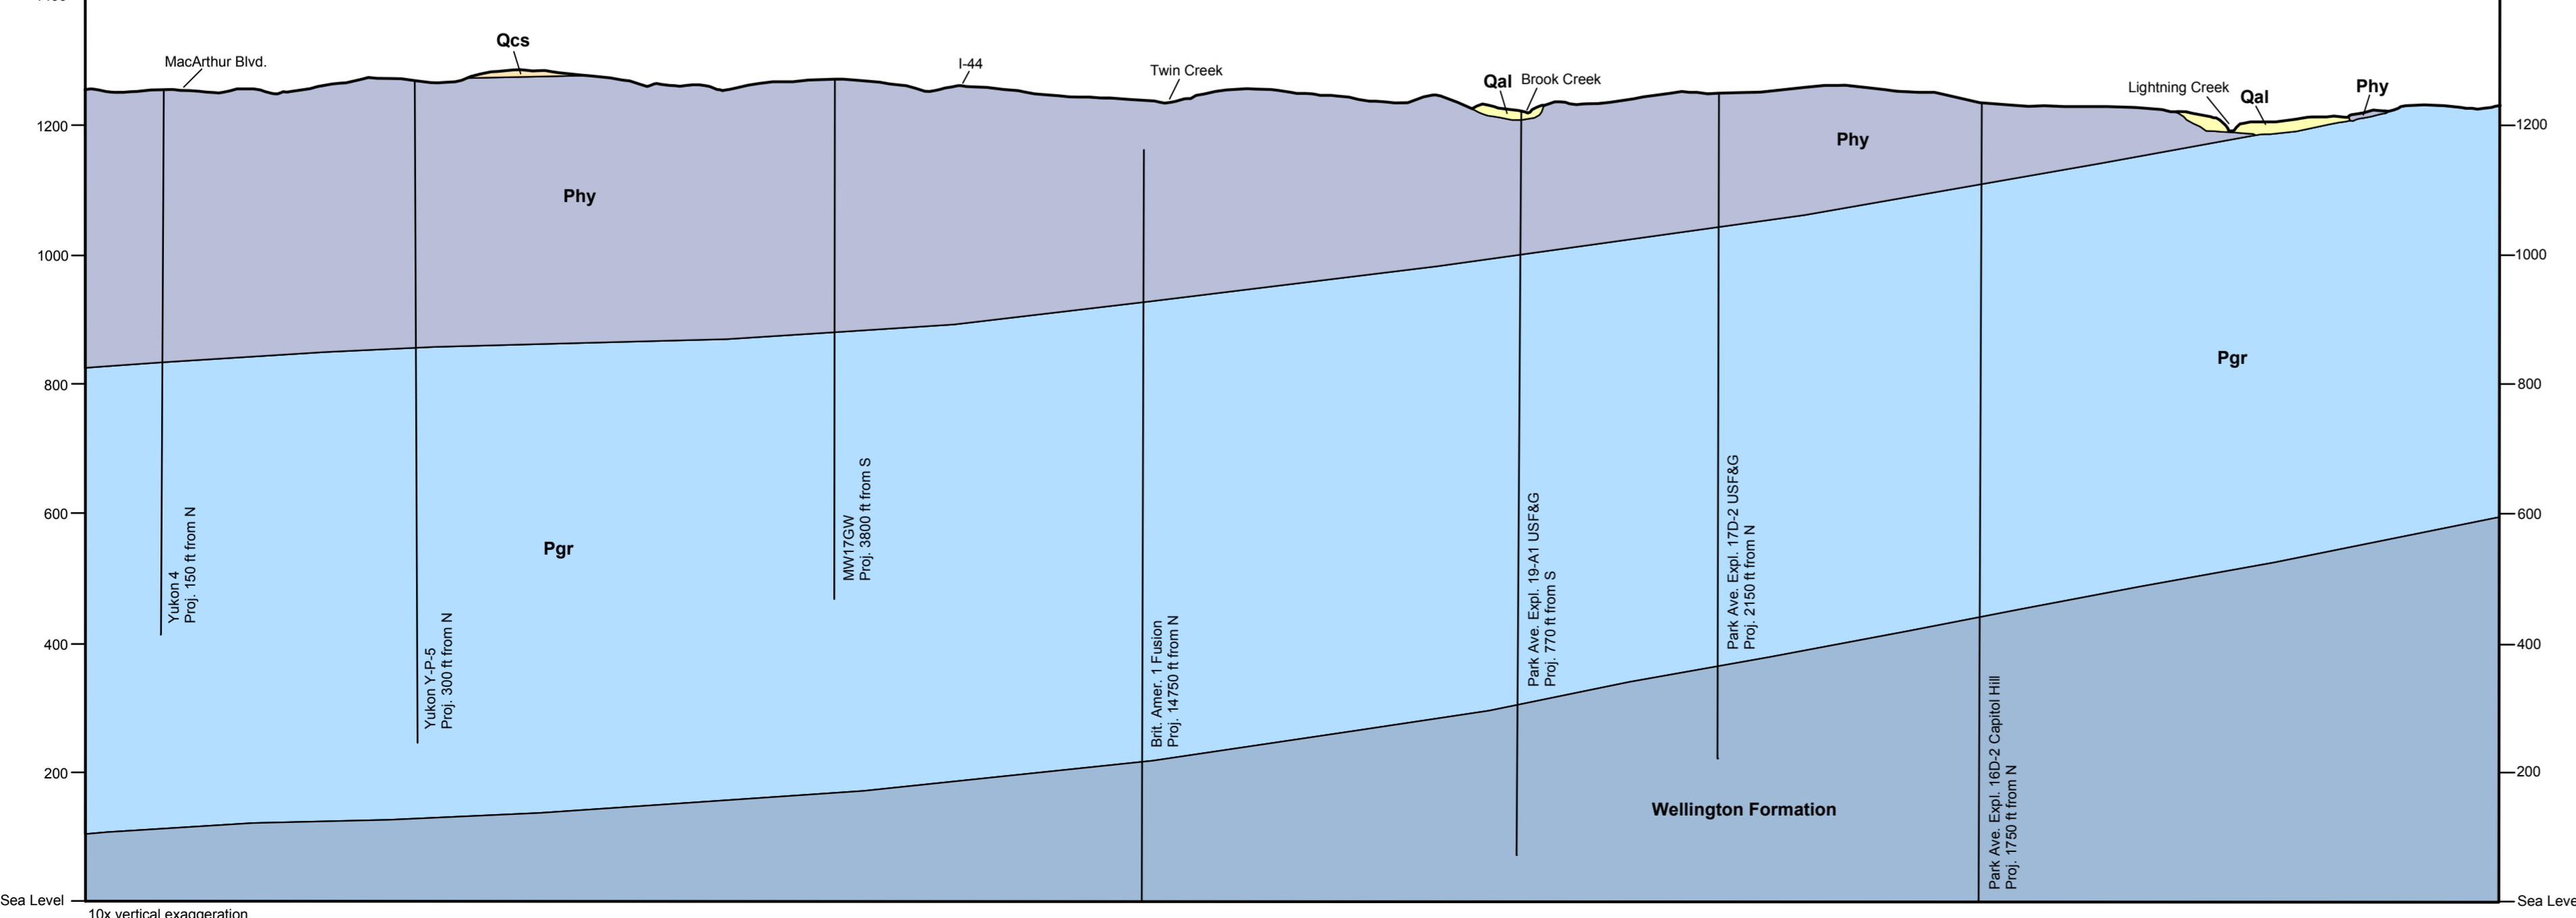 Qcs
MacArthur Blvd.
I-44
Twin Creek
Qal
Brook Creek
Lightning Creek
Qal
Phy
1200
1200
Phy
Phy
1000
1000
Pgr
800
800
600
600
Yukon 4
Proj. 150 ft from N
Yukon Y-P-5
Proj. 300 ft from N
MW17GW
Proj. 3800 ft from S
Brit. Amer. 1 Fusion
Proj. 14750 ft from N
Park Ave. Expl. 19-A1 USF&G
Proj. 770 ft from S
Park Ave. Expl. 17D-2 USF&G
Proj. 2150 ft from N
Park Ave. Expl. 16D-2 Capitol Hill
Proj. 1750 ft from N
Pgr
400
400
200
200
Wellington Formation
Sea Level
Sea Leve
10x vertical exaggeration